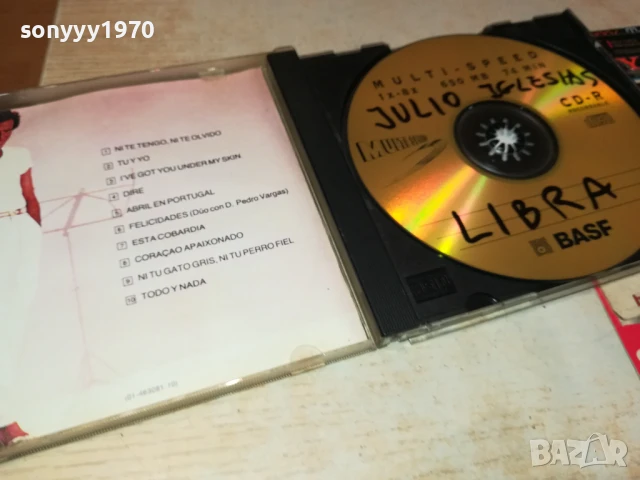 sonyyy1970
1 NI TE TENGO, NI TE OLVIDO
2 TU Y YO
3 I'VE GOT YOU UNDER MY SKIN
4 DIRE
5 ABRIL EN PORTUGAL
6 FELICIDADES (Dúo con D. Pedro Vargas)
7 ESTA COBARDIA
8 CORAÇAO APAIXONADO
9 NI TU GATO GRIS, NI TU PERRO FIEL
10 TODO Y NADA
MULTI-SPEED
1x-8x 650 MB 74 min
JULIO IGLESIAS
CD-R
LIBRA
BASF
BAZAR
bg